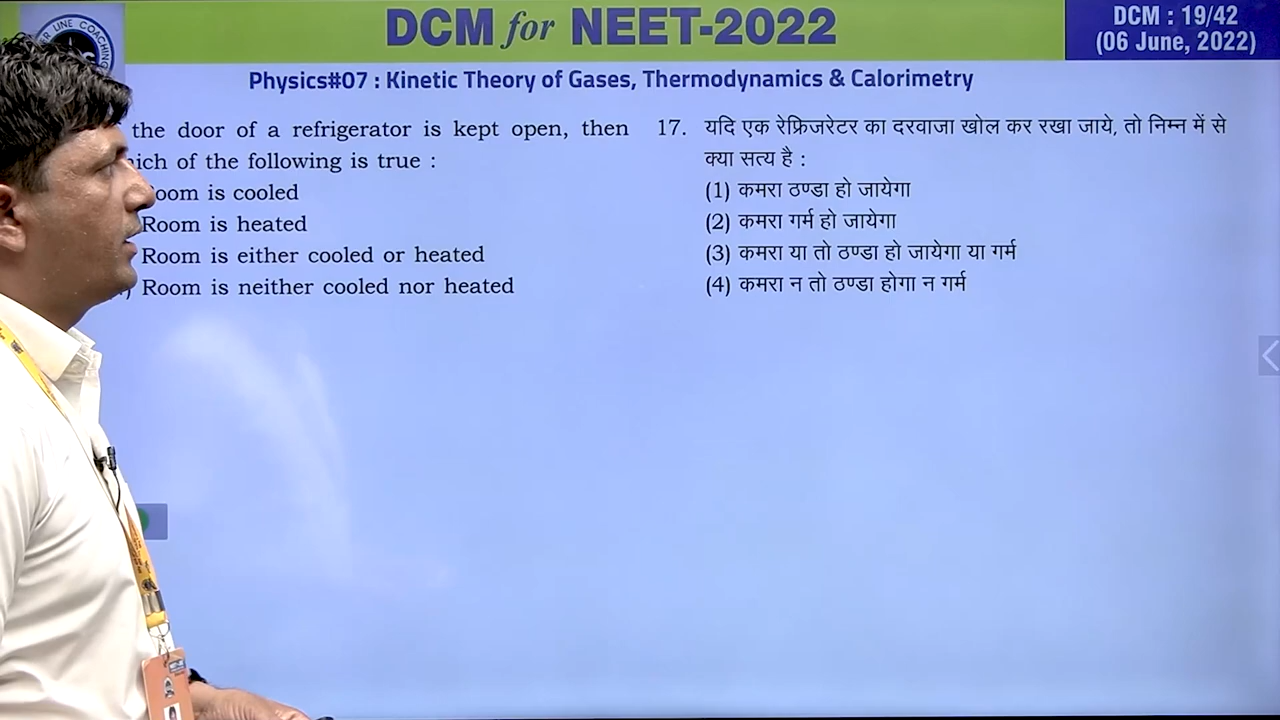 DCM for NEET-2022
DCM : 19/42
(06 June, 2022)
LINE COACHING
Physics#07 : Kinetic Theory of Gases, Thermodynamics & Calorimetry
the door of a refrigerator is kept open, then
of the following is true :
is cooled
Room is heated
Room is either cooled or heated
Room is neither cooled nor heated
17. यदि एक रेफ्रिजरेटर का दरवाजा खोल कर रखा जाये, तो निम्न में से
क्या सत्य है :
(1) कमरा ठण्डा हो जायेगा
(2) कमरा गर्म हो जायेगा
(3) कमरा या तो ठण्डा हो जायेगा या गर्म
(4) कमरा न तो ठण्डा होगा न गर्म